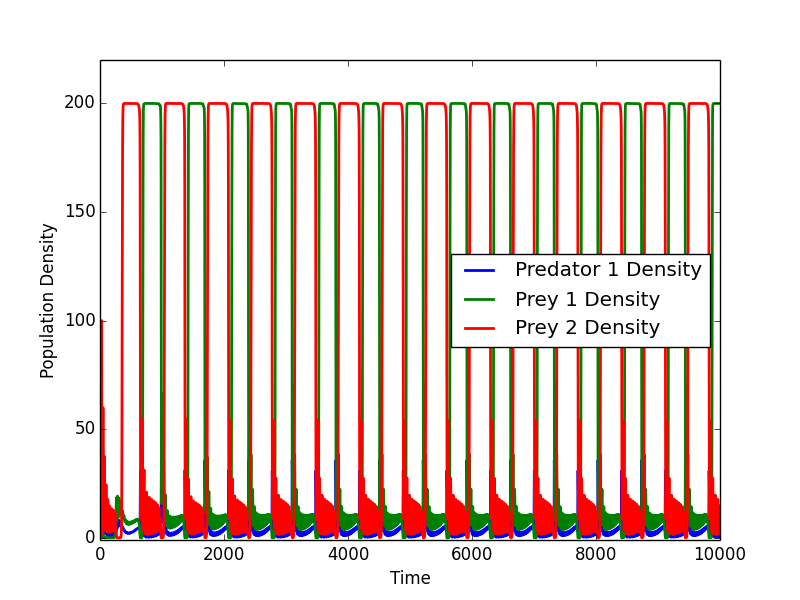 200
150
100
50
0
Population Density
Predator 1 Density
Prey 1 Density
Prey 2 Density
0 2000 4000 6000 8000 10000
Time